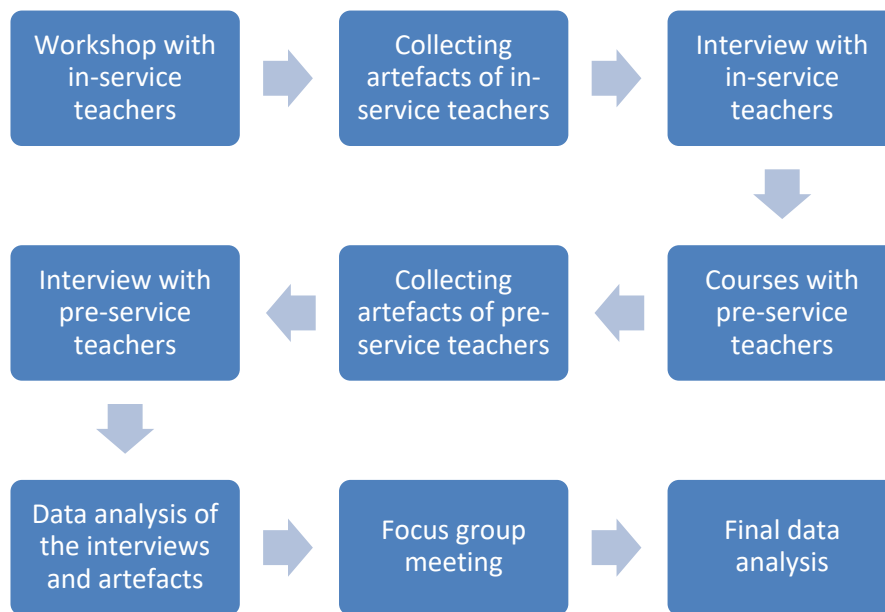 Workshop with
in-service
teachers
Collecting
artefacts of in-
service teachers
Interview with
in-service
teachers
Interview with
pre-service
teachers
Collecting
artefacts of pre-
service teachers
Courses with
pre-service
teachers
Data analysis of
the interviews
and artefacts
Focus group
meeting
Final data
analysis